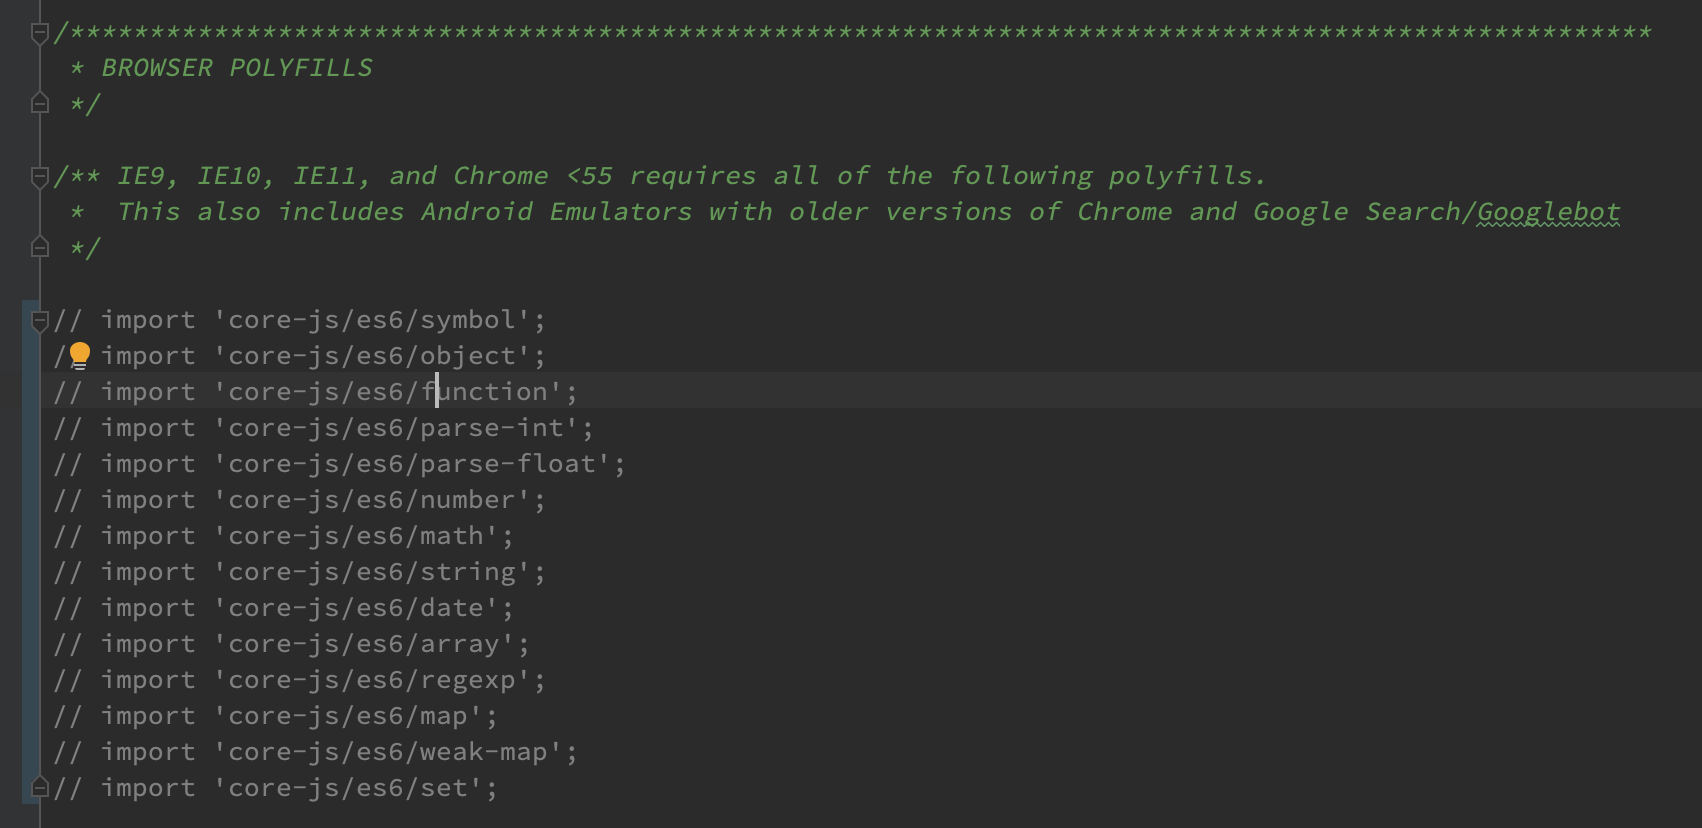 /***************************************************************************************************
* BROWSER POLYFILLS
*/
/** IE9, IE10, IE11, and Chrome <55 requires all of the following polyfills.
*  This also includes Android Emulators with older versions of Chrome and Google Search/Googlebot
*/
// import 'core-js/es6/symbol';
/ import 'core-js/es6/object';
// import 'core-js/es6/function';
// import 'core-js/es6/parse-int';
// import 'core-js/es6/parse-float';
// import 'core-js/es6/number';
// import 'core-js/es6/math';
// import 'core-js/es6/string';
// import 'core-js/es6/date';
// import 'core-js/es6/array';
// import 'core-js/es6/regexp';
// import 'core-js/es6/map';
// import 'core-js/es6/weak-map';
// import 'core-js/es6/set';